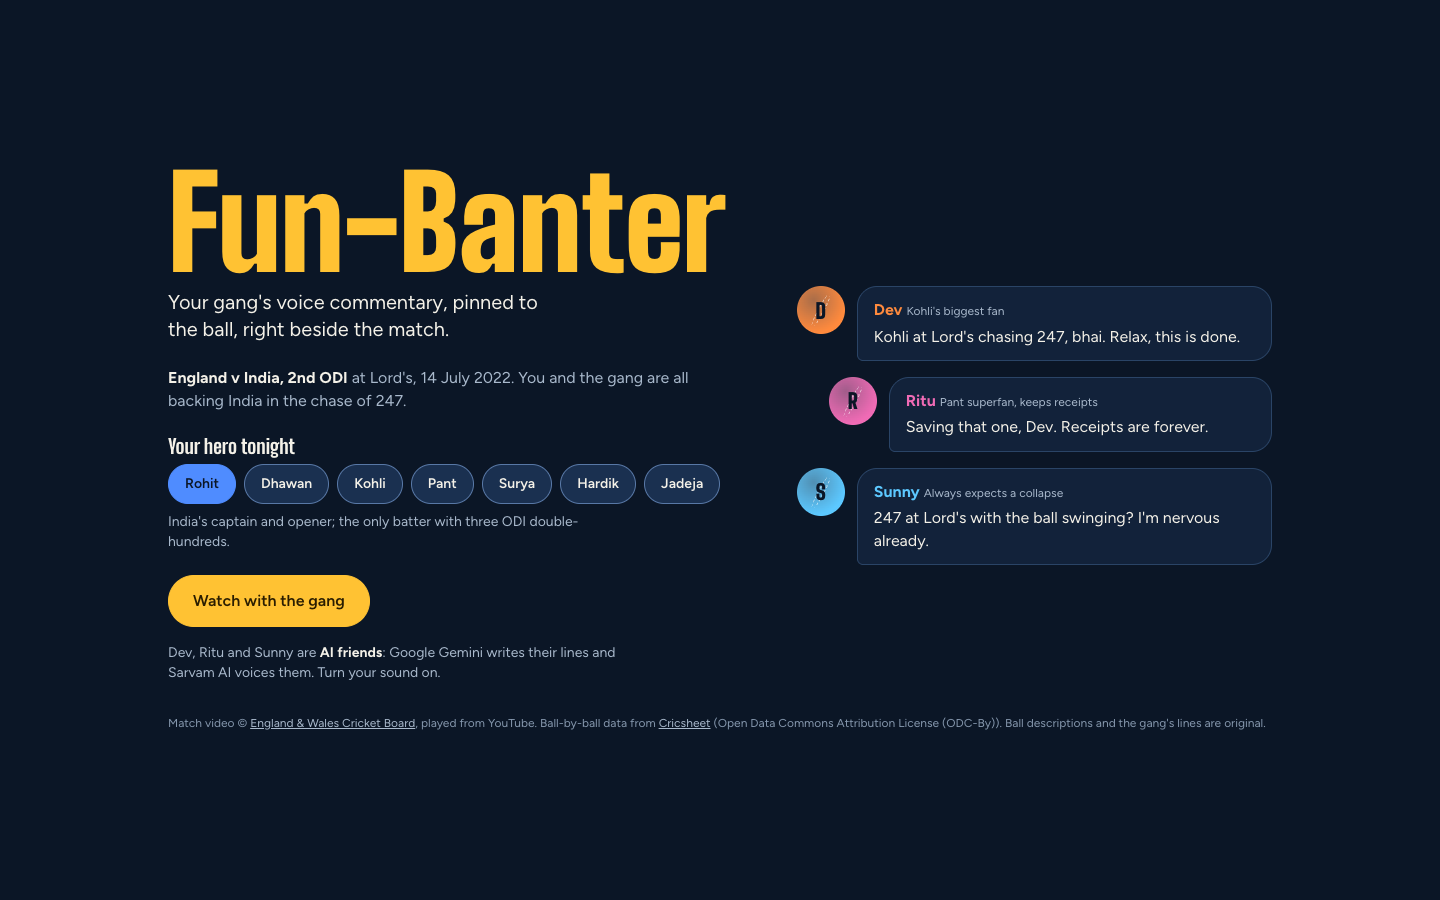 Fun-Banter
Your gang's voice commentary, pinned to
the ball, right beside the match.
England v India, 2nd ODI at Lord's, 14 July 2022. You and the gang are all
backing India in the chase of 247.
Your hero tonight
Rohit Dhawan Kohli Pant Surya Hardik Jadeja
India's captain and opener; the only batter with three ODI double-
hundreds.
Watch with the gang
Dev, Ritu and Sunny are AI friends: Google Gemini writes their lines and
Sarvam AI voices them. Turn your sound on.
D
Dev Kohli's biggest fan
Kohli at Lord's chasing 247, bhai. Relax, this is done.
R
Ritu Pant superfan, keeps receipts
Saving that one, Dev. Receipts are forever.
S
Sunny Always expects a collapse
247 at Lord's with the ball swinging? I'm nervous
already.
Match video © England & Wales Cricket Board, played from YouTube. Ball-by-ball data from Cricsheet (Open Data Commons Attribution License (ODC-By)). Ball descriptions and the gang's lines are original.